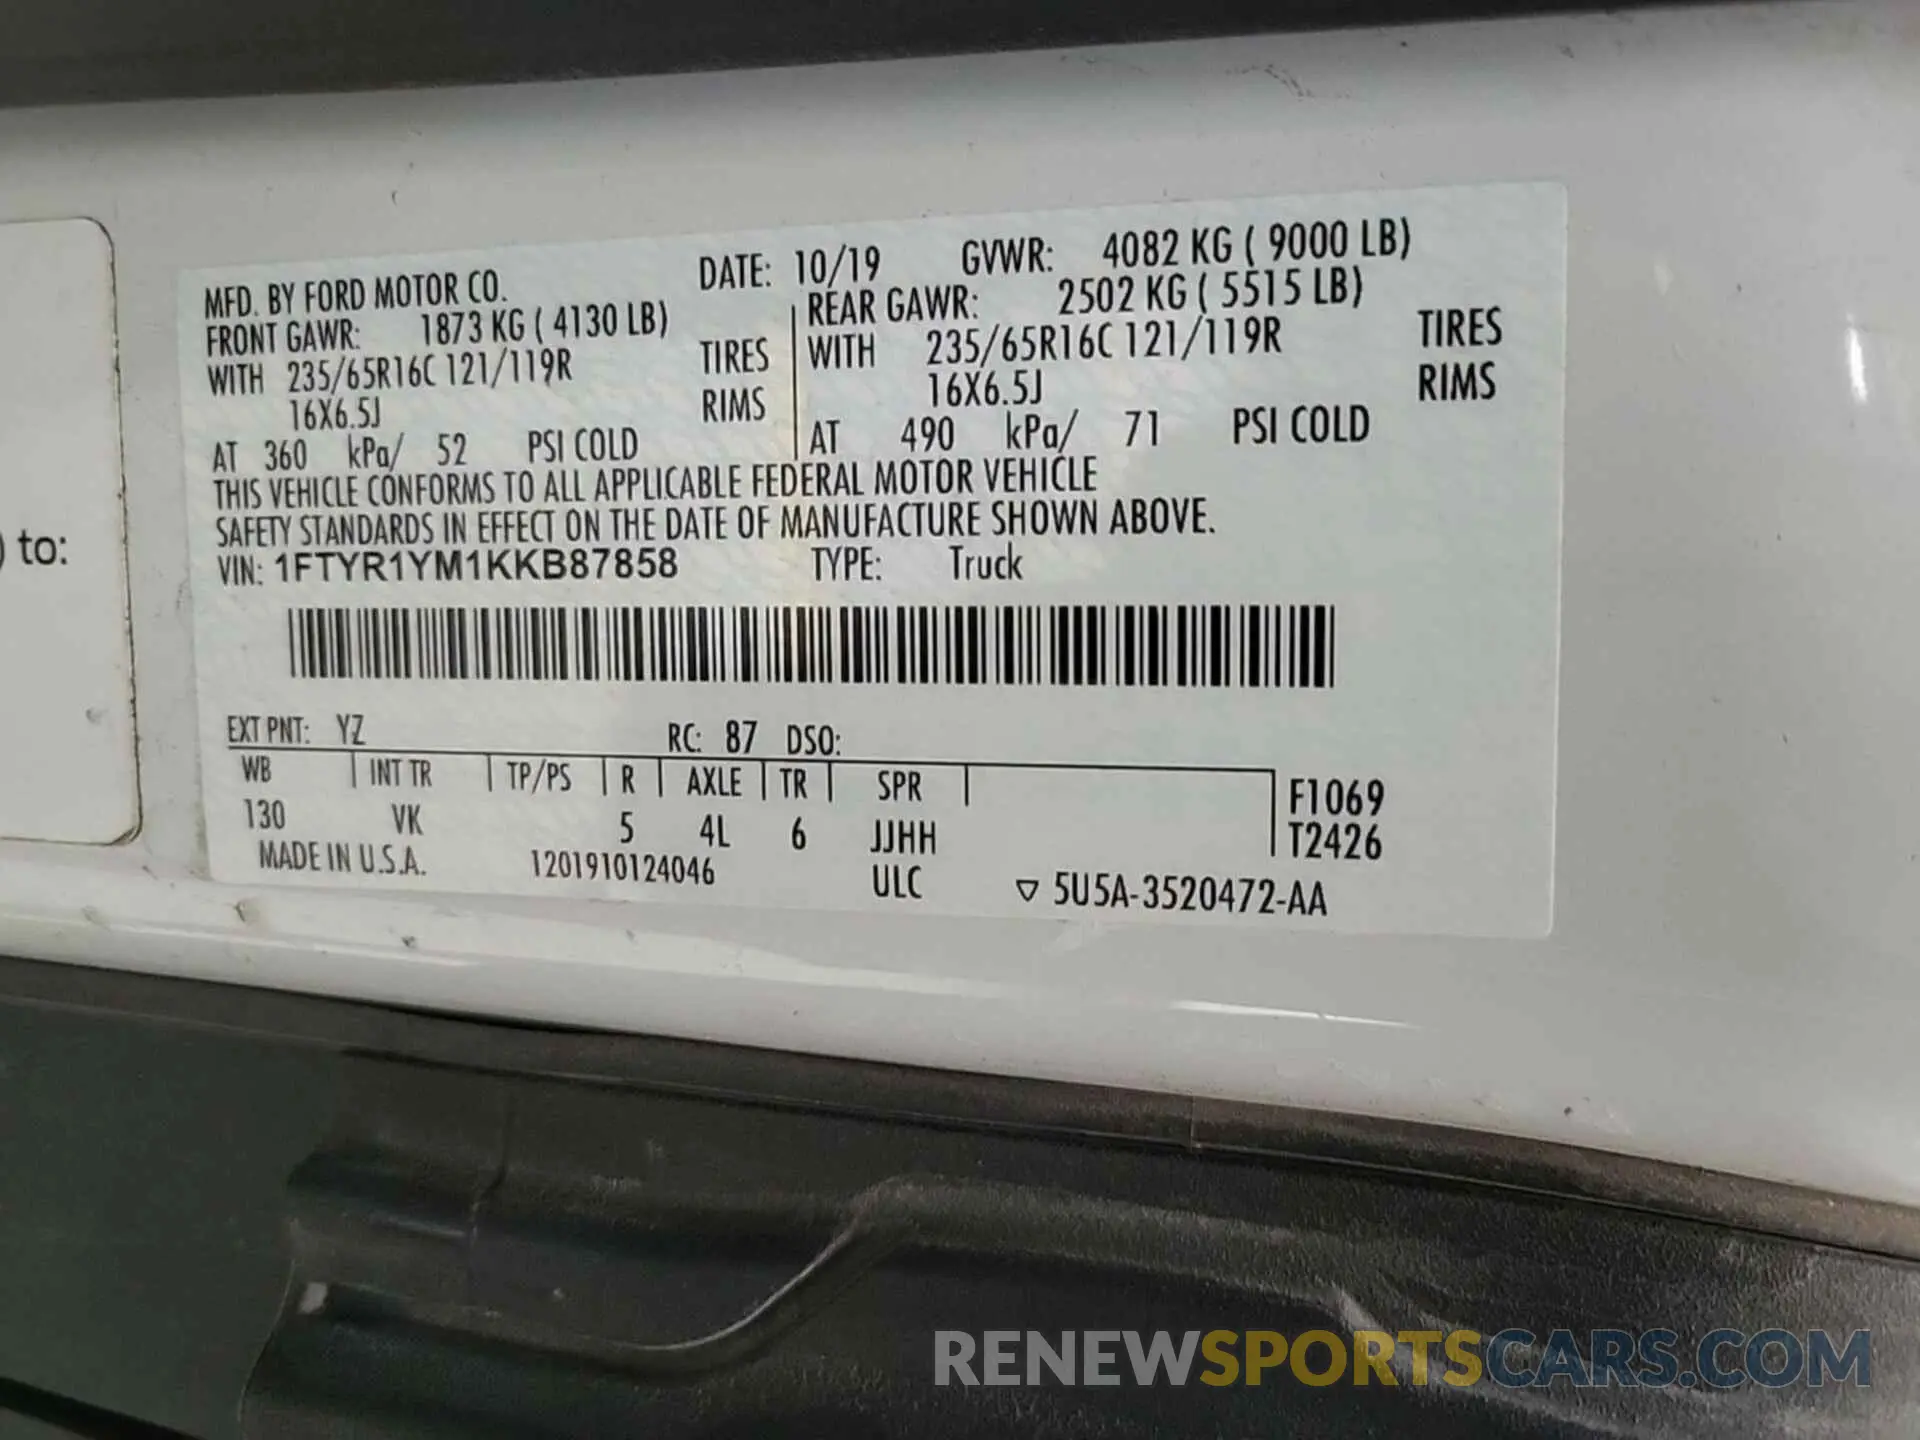 ) to:
MFD. BY FORD MOTOR CO. DATE: 10/19 GVWR: 4082 KG ( 9000 LB)
FRONT GAWR: 1873 KG ( 4130 LB) REAR GAWR: 2502 KG ( 5515 LB)
WITH 235/65R16C 121/119R TIRES WITH 235/65R16C 121/119R TIRES
16X6.5J RIMS 16X6.5J RIMS
AT 360 kPa/ 52 PSI COLD AT 490 kPa/ 71 PSI COLD
THIS VEHICLE CONFORMS TO ALL APPLICABLE FEDERAL MOTOR VEHICLE
SAFETY STANDARDS IN EFFECT ON THE DATE OF MANUFACTURE SHOWN ABOVE.
VIN: 1FTYR1YM1KKB87858 TYPE: Truck
EXT PNT: YZ RC: 87 DSO:
WB INT TR TP/PS R AXLE TR SPR F1069
130 VK 5 4L 6 JJHH T2426
MADE IN U.S.A. 1201910124046 ULC ▽ 5U5A-3520472-AA
RENEWSPORTSCARS.COM